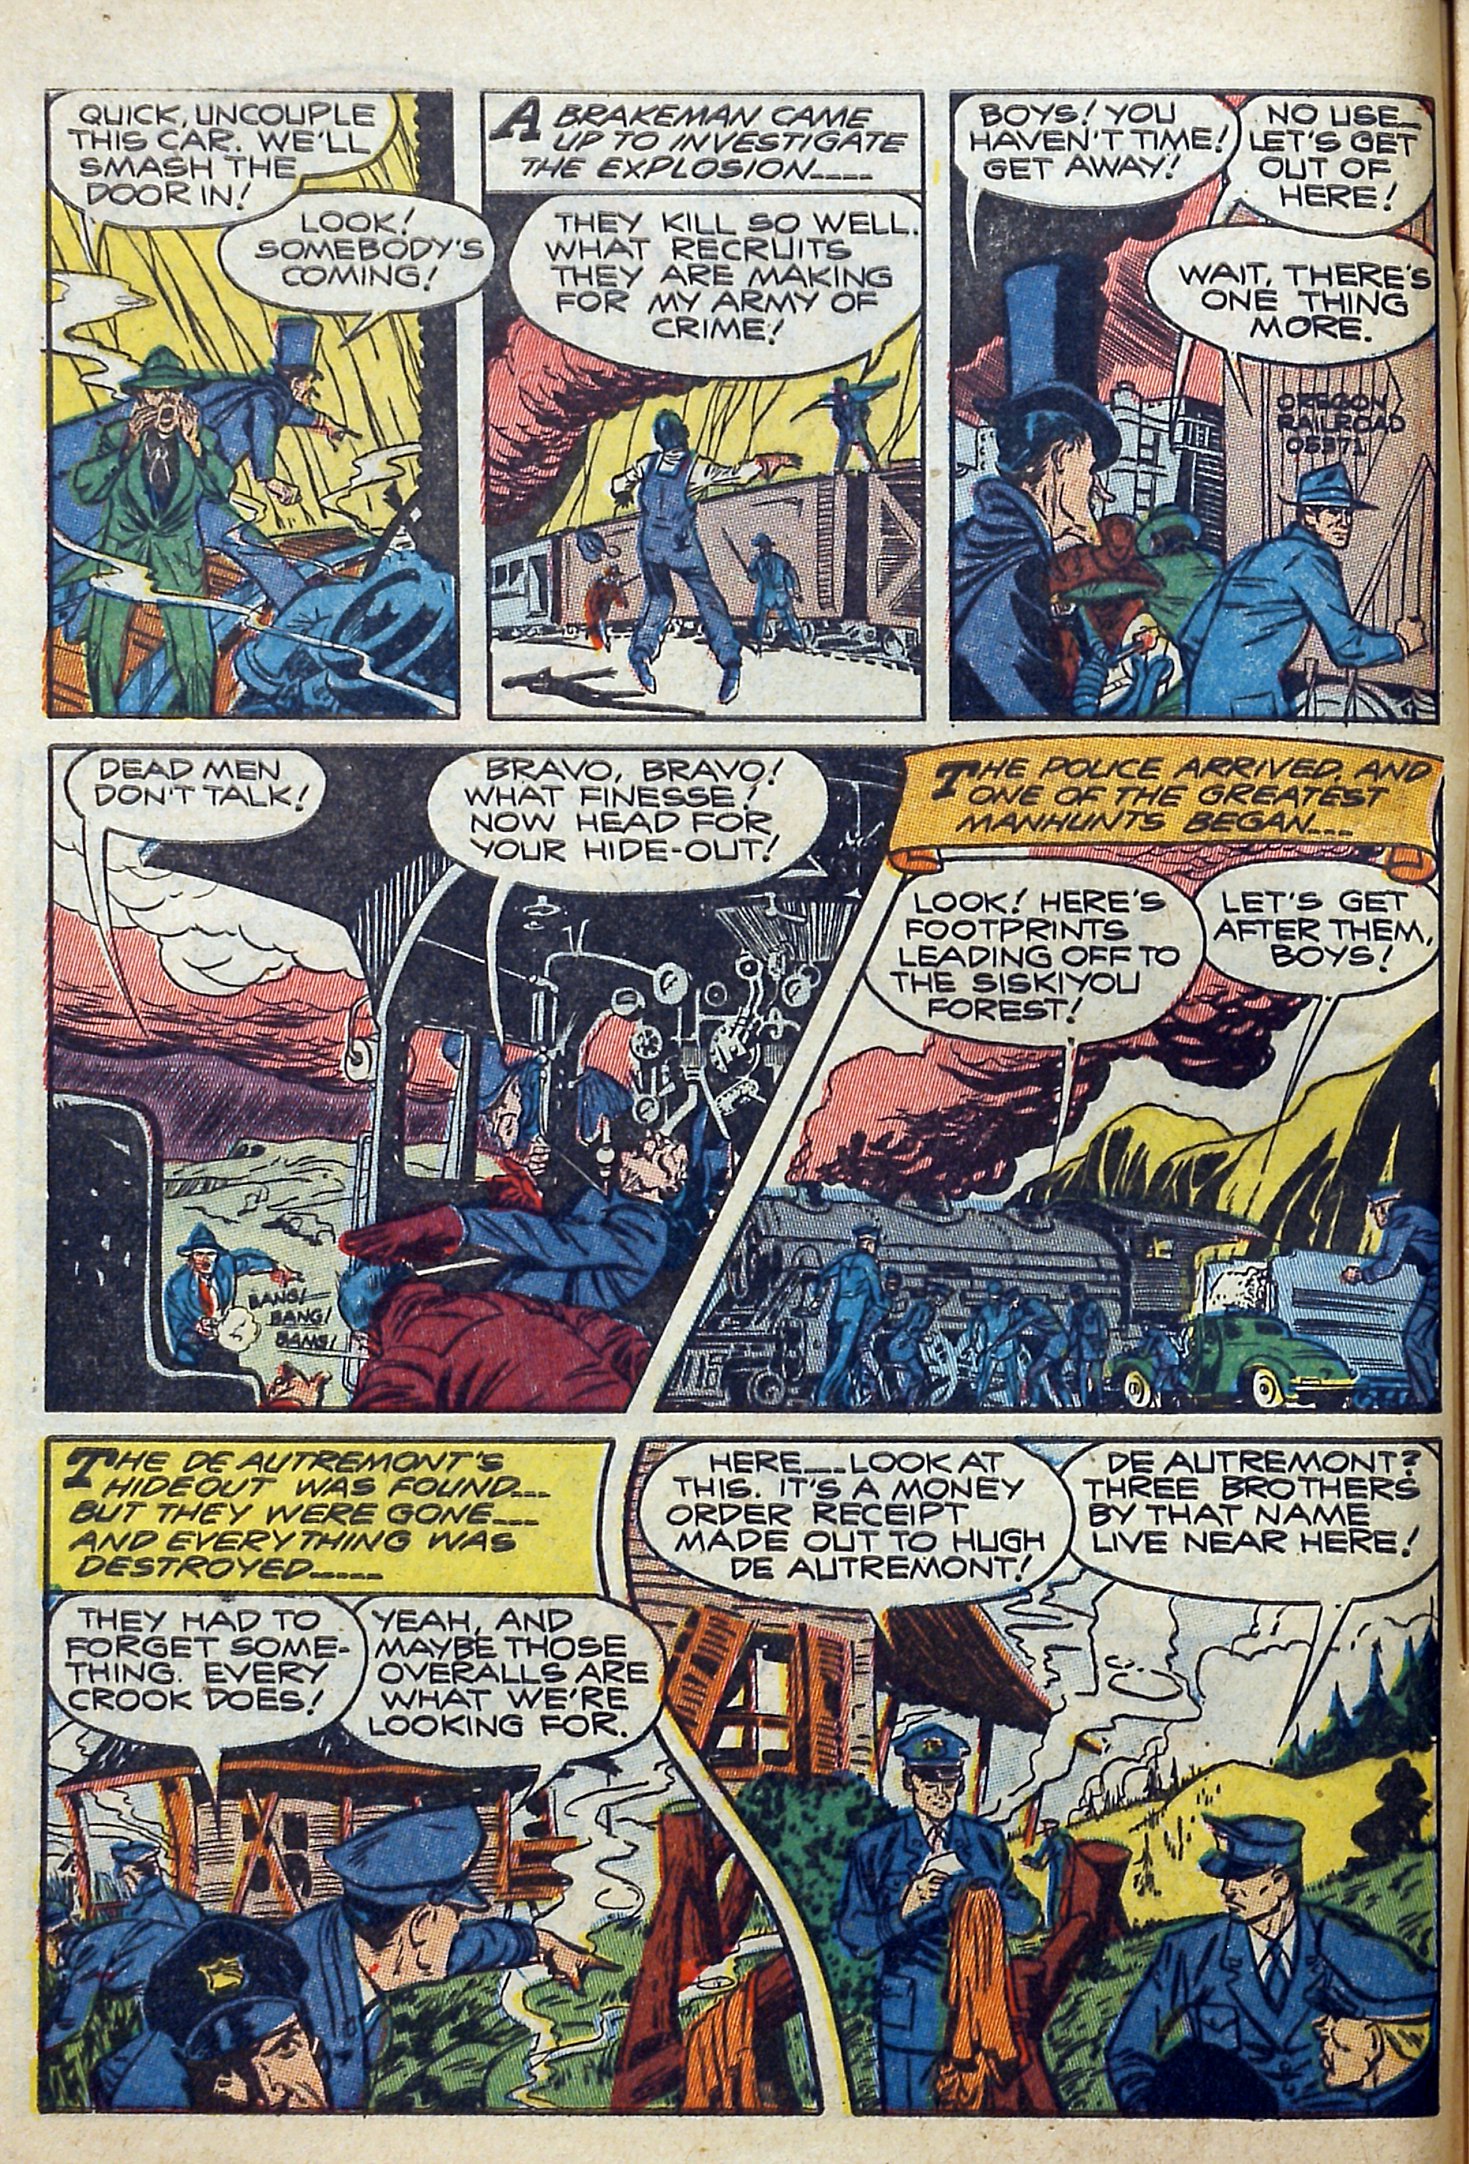 QUICK, UNCOUPLE
THIS CAR. WE'LL
SMASH THE
DOOR IN!
LOOK!
SOMEBODY'S
COMING!
A BRAKEMAN CAME
UP TO INVESTIGATE
THE EXPLOSION-----
THEY KILL SO WELL.
WHAT RECRUITS
THEY ARE MAKING
FOR MY ARMY OF
CRIME!
BOYS! YOU
HAVEN'T TIME!
GET AWAY!
NO USE--
LET'S GET
OUT OF
HERE!
WAIT, THERE'S
ONE THING
MORE.
OREGON
RAILROAD
05971
DEAD MEN
DON'T TALK!
BRAVO, BRAVO!
WHAT FINESSE!
NOW HEAD FOR
YOUR HIDE-OUT!
BANG!
BANG!
BANG!
THE POLICE ARRIVED, AND
ONE OF THE GREATEST
MANHUNTS BEGAN---
LOOK! HERE'S
FOOTPRINTS
LEADING OFF TO
THE SISKIYOU
FOREST!
LET'S GET
AFTER THEM,
BOYS!
THE DE AUTREMONT'S
HIDEOUT WAS FOUND---
BUT THEY WERE GONE---
AND EVERYTHING WAS
DESTROYED-----
THEY HAD TO
FORGET SOME-
THING. EVERY
CROOK DOES!
YEAH, AND
MAYBE THOSE
OVERALLS ARE
WHAT WE'RE
LOOKING FOR.
HERE---LOOK AT
THIS. IT'S A MONEY
ORDER RECEIPT
MADE OUT TO HUGH
DE AUTREMONT!
DE AUTREMONT?
THREE BROTHERS
BY THAT NAME
LIVE NEAR HERE!